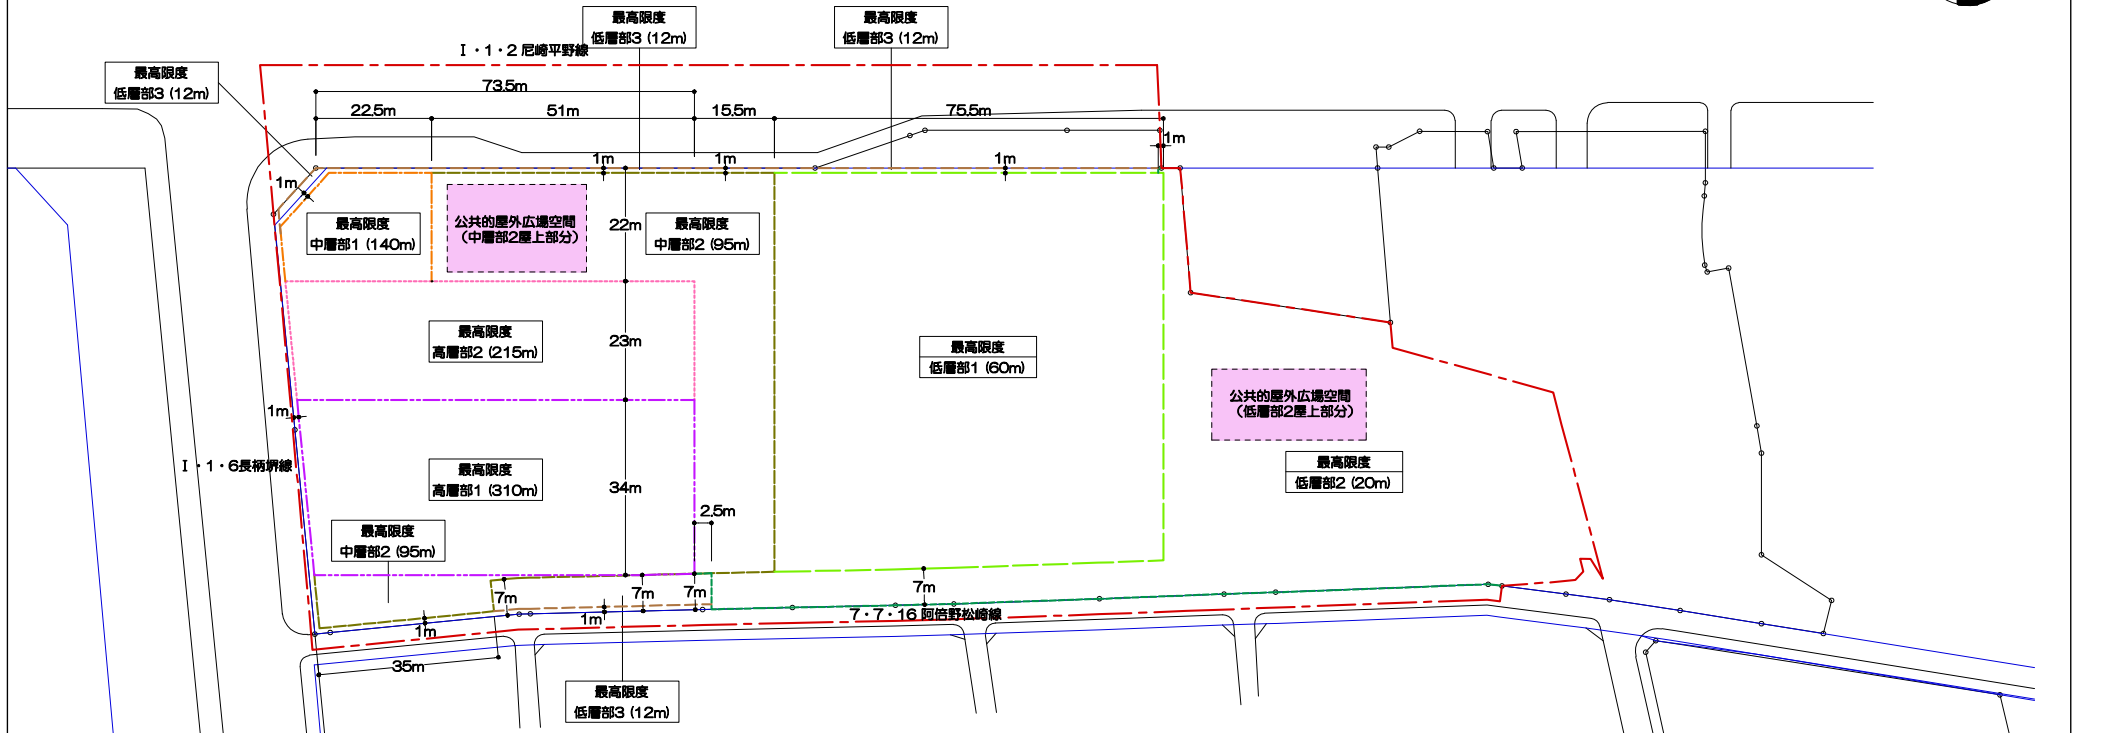 最高限度
低層部3 (12m)
最高限度
低層部3 (12m)
Ⅰ・1・2 尼崎平野線
最高限度
低層部3 (12m)
73.5m
22.5m
51m
15.5m
75.5m
1m
1m
1m
1m
1m
最高限度
中層部1 (140m)
公共的屋外広場空間
(中層部2屋上部分)
22m
最高限度
中層部2 (95m)
最高限度
高層部2 (215m)
23m
最高限度
低層部1 (60m)
公共的屋外広場空間
(低層部2屋上部分)
1m
Ⅰ・1・6長柄堺線
最高限度
高層部1 (310m)
34m
最高限度
低層部2 (20m)
2.5m
最高限度
中層部2 (95m)
7m
7m
7m
7m
1m
1m
7・7・16 阿倍野松崎線
35m
最高限度
低層部3 (12m)